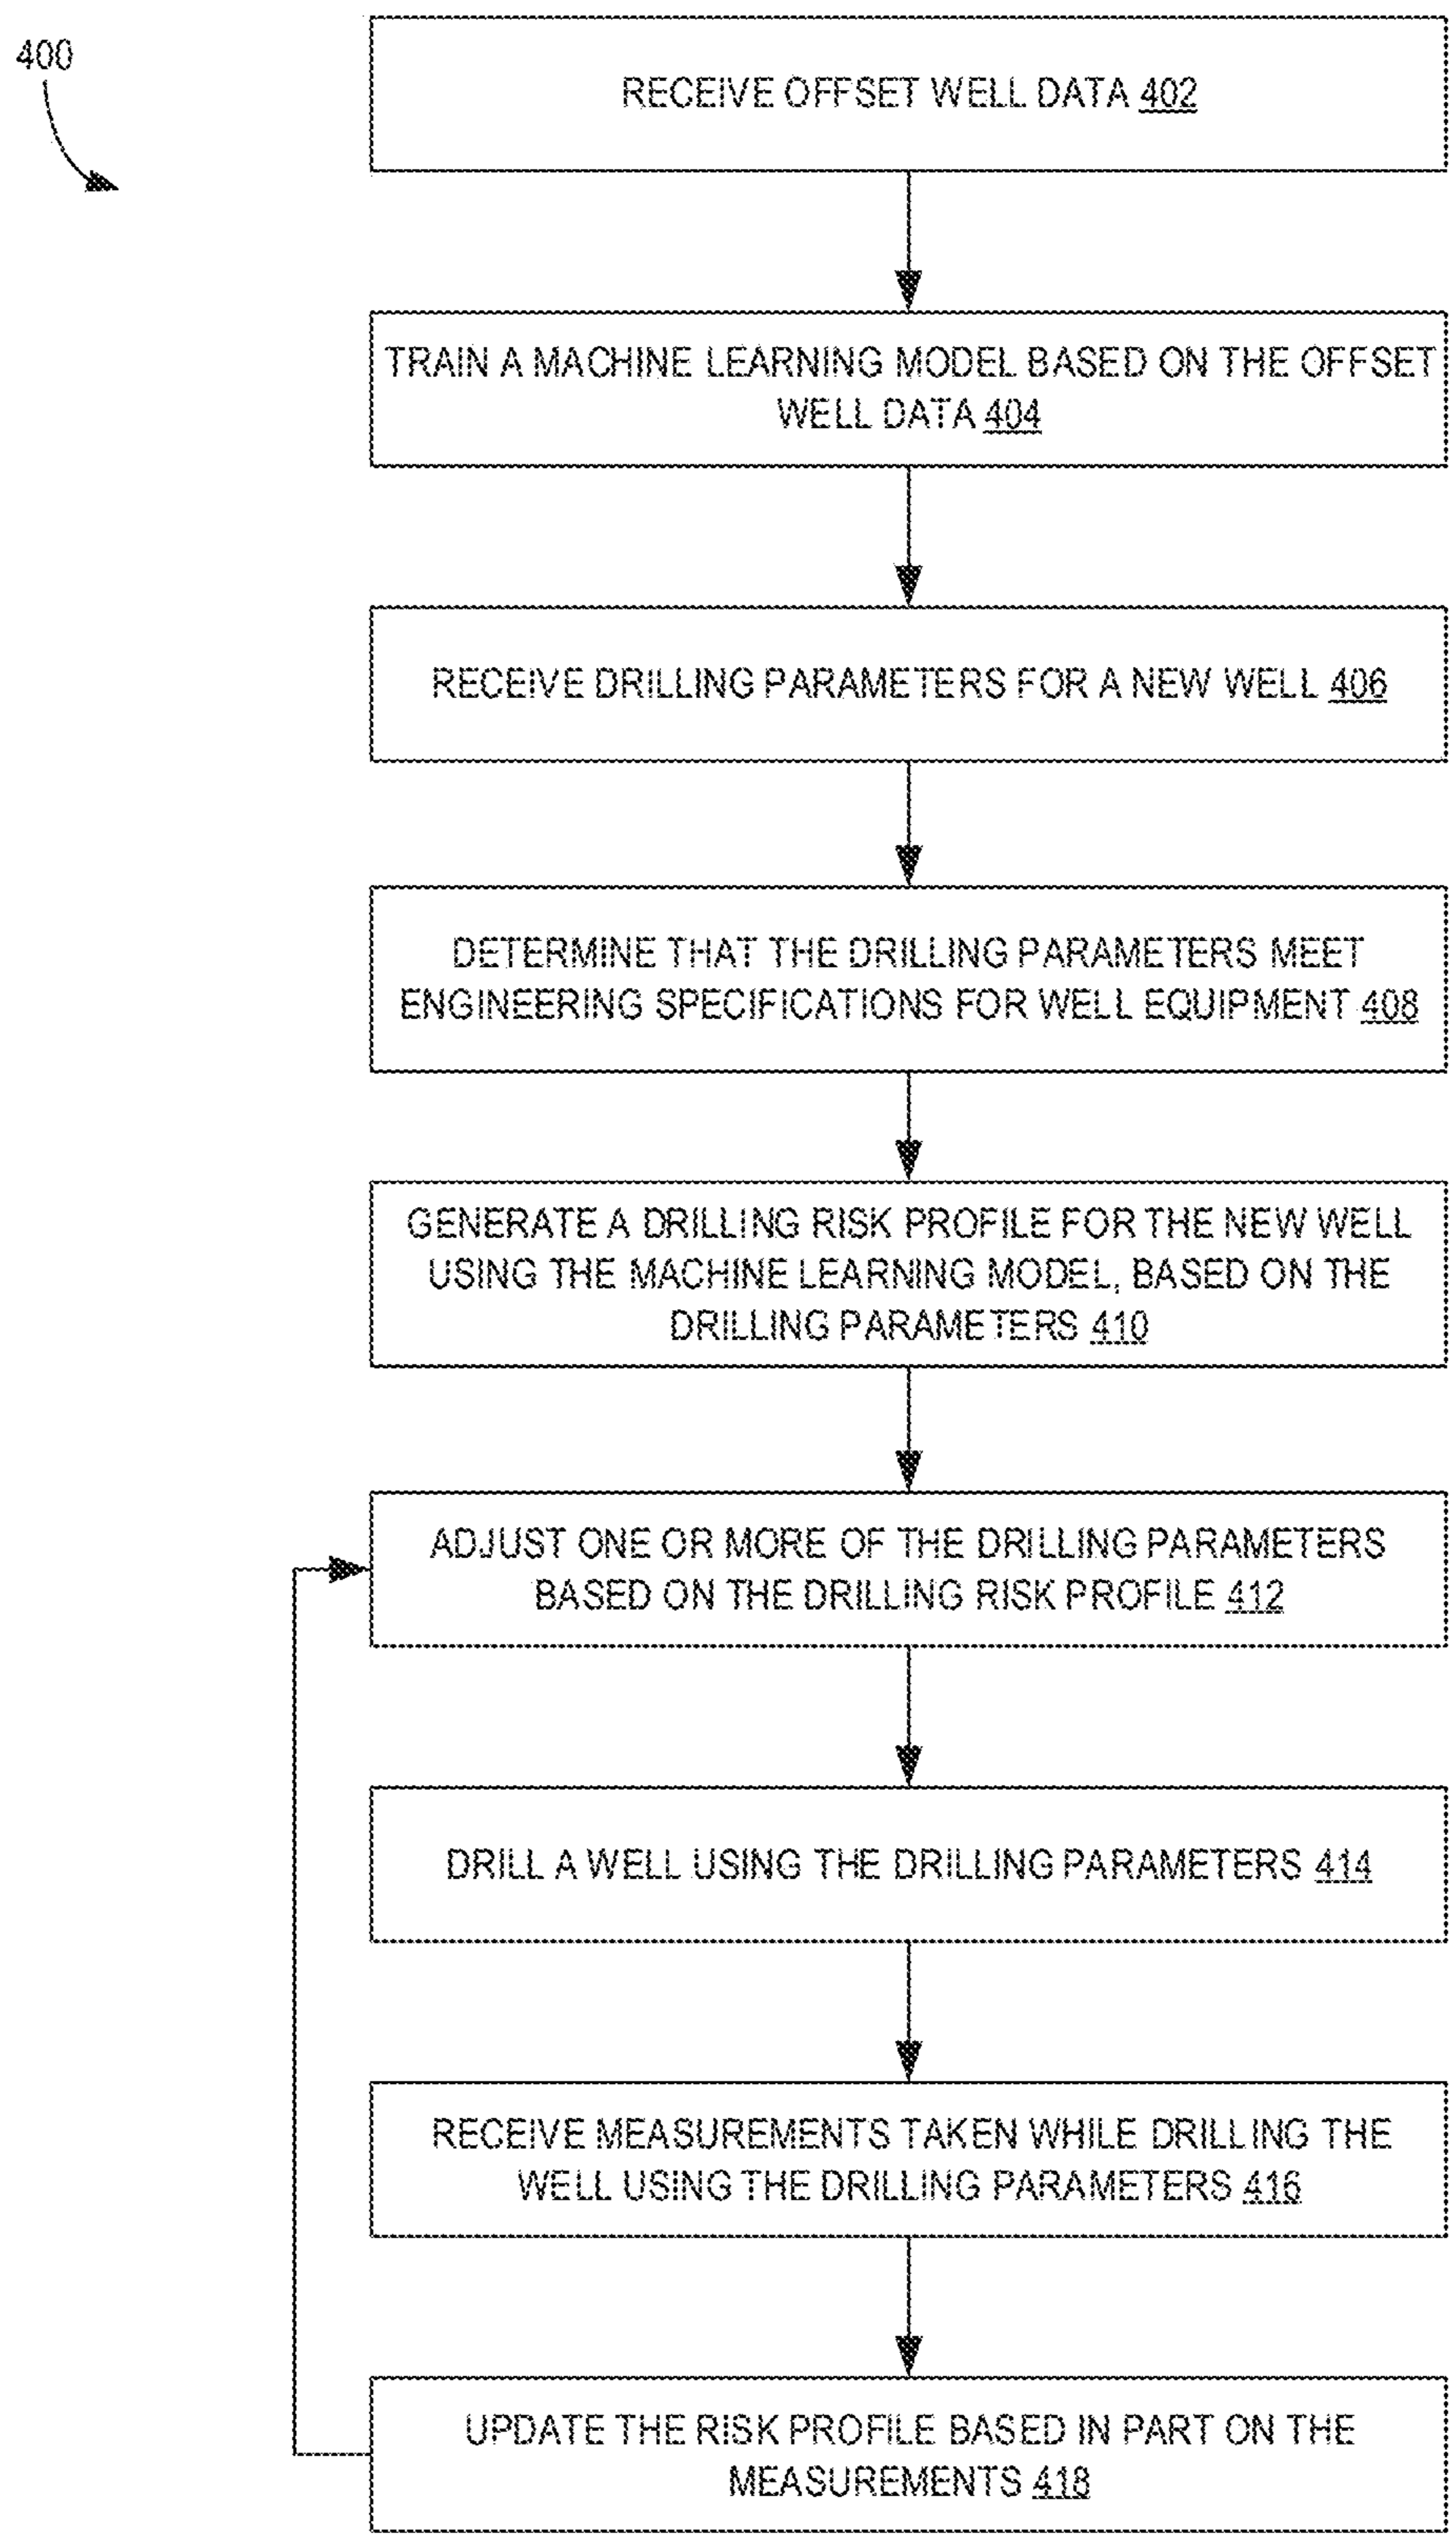 400
RECEIVE OFFSET WELL DATA 402
TRAIN A MACHINE LEARNING MODEL BASED ON THE OFFSET
WELL DATA 404
RECEIVE DRILLING PARAMETERS FOR A NEW WELL 406
DETERMINE THAT THE DRILLING PARAMETERS MEET
ENGINEERING SPECIFICATIONS FOR WELL EQUIPMENT 408
GENERATE A DRILLING RISK PROFILE FOR THE NEW WELL
USING THE MACHINE LEARNING MODEL, BASED ON THE
DRILLING PARAMETERS 410
ADJUST ONE OR MORE OF THE DRILLING PARAMETERS
BASED ON THE DRILLING RISK PROFILE 412
DRILL A WELL USING THE DRILLING PARAMETERS 414
RECEIVE MEASUREMENTS TAKEN WHILE DRILLING THE
WELL USING THE DRILLING PARAMETERS 416
UPDATE THE RISK PROFILE BASED IN PART ON THE
MEASUREMENTS 418